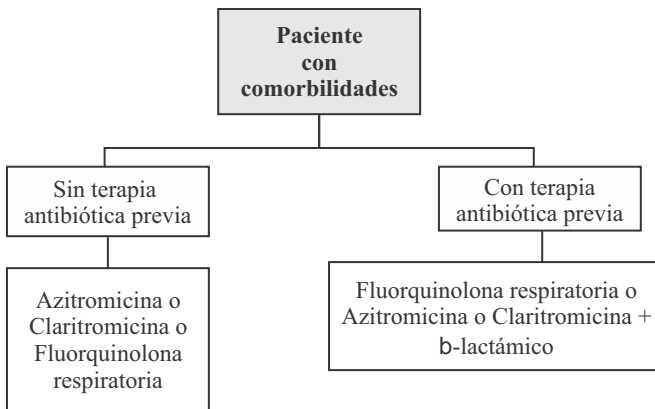 Paciente
con
comorbilidades
Sin terapia
antibiótica previa
Con terapia
antibiótica previa
Azitromicina o
Claritromicina o
Fluorquinolona
respiratoria
Fluorquinolona respiratoria o
Azitromicina o Claritromicina +
b-lactámico